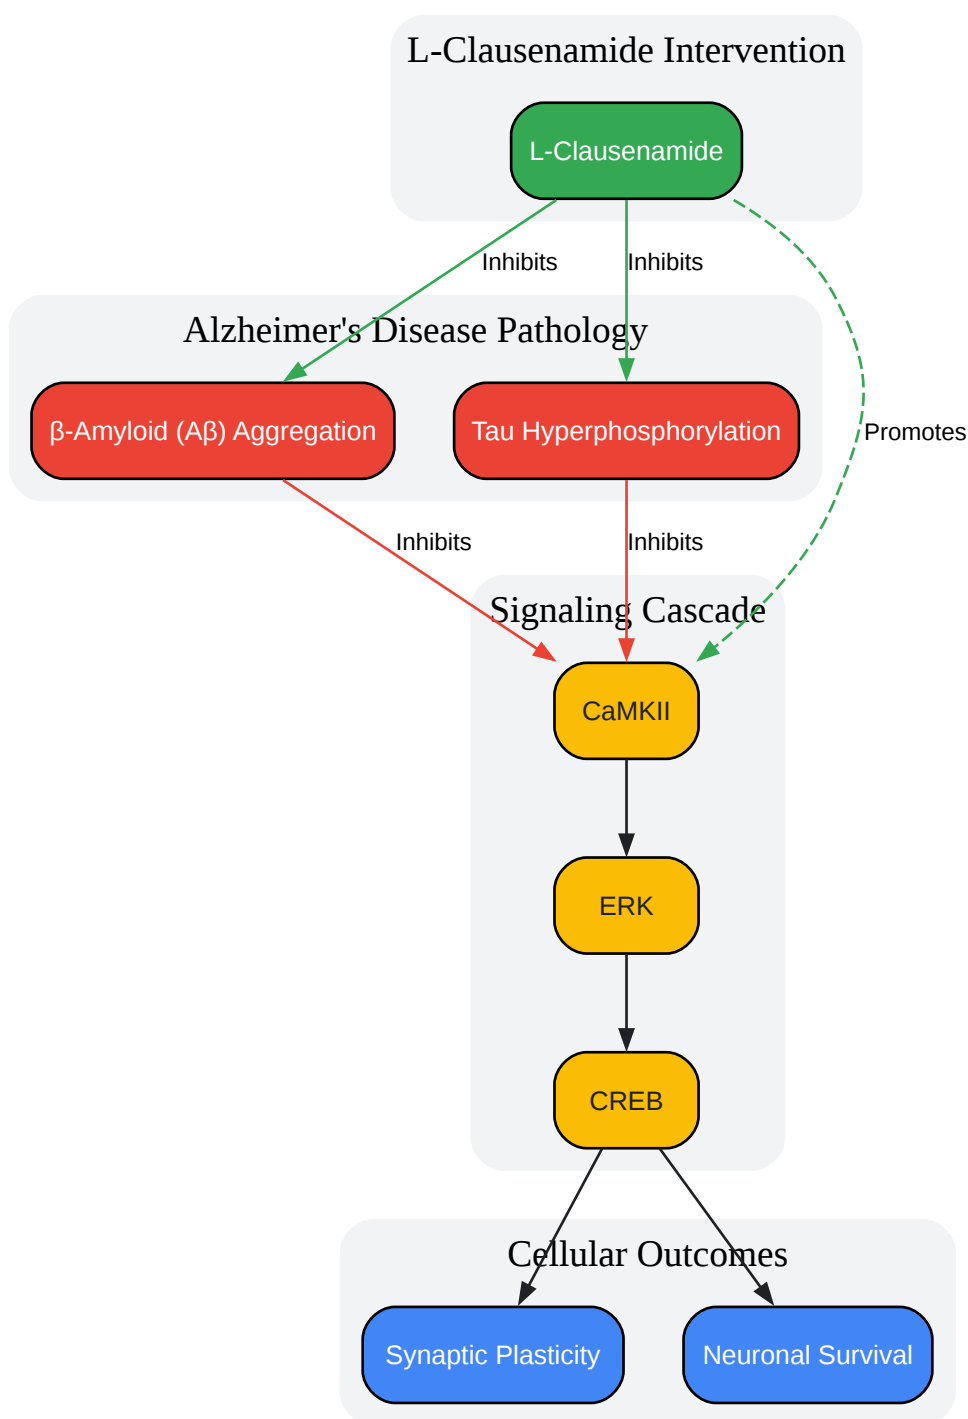 L-Clausenamide Intervention
L-Clausenamide
Inhibits
Inhibits
Alzheimer's Disease Pathology
β-Amyloid (Aβ) Aggregation
Tau Hyperphosphorylation
Promotes
Inhibits
Inhibits
Signaling Cascade
CaMKII
ERK
CREB
Cellular Outcomes
Synaptic Plasticity
Neuronal Survival